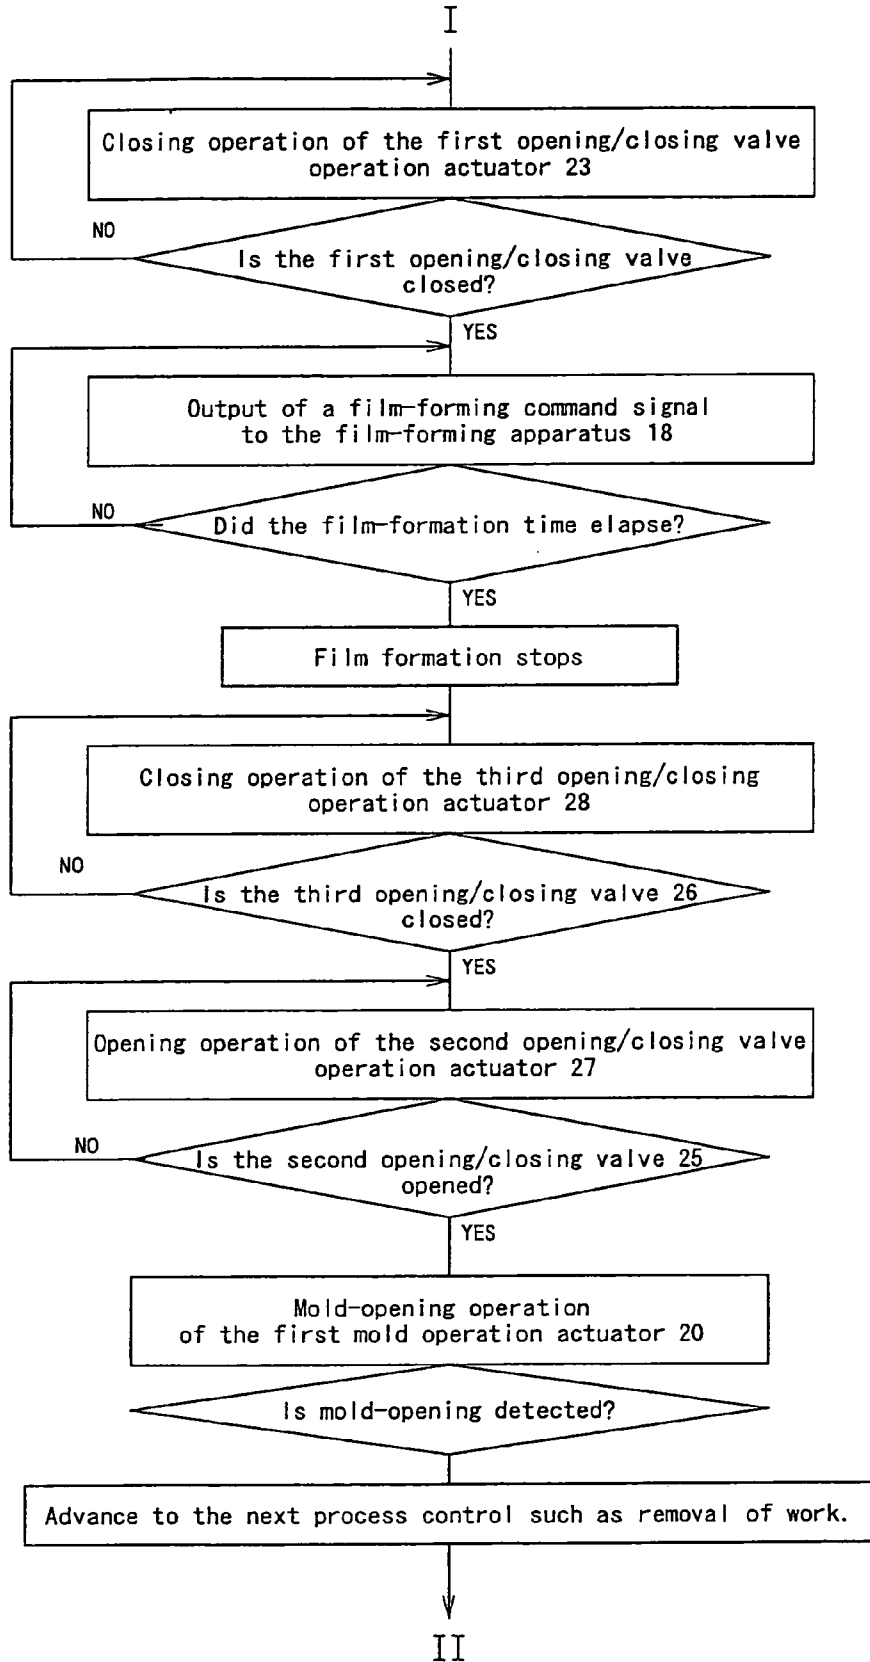 I
Closing operation of the first opening/closing valve
operation actuator 23
NO
Is the first opening/closing valve
closed?
YES
Output of a film-forming command signal
to the film-forming apparatus 18
NO
Did the film-formation time elapse?
YES
Film formation stops
Closing operation of the third opening/closing
operation actuator 28
NO
Is the third opening/closing valve 26
closed?
YES
Opening operation of the second opening/closing valve
operation actuator 27
NO
Is the second opening/closing valve 25
opened?
YES
Mold-opening operation
of the first mold operation actuator 20
Is mold-opening detected?
Advance to the next process control such as removal of work.
II